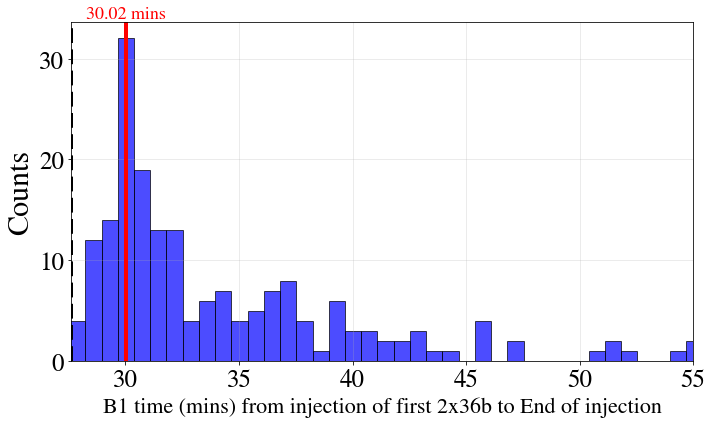 30.02 mins
Counts
30
20
10
0
30 35 40 45 50 55
B1 time (mins) from injection of first 2x36b to End of injection